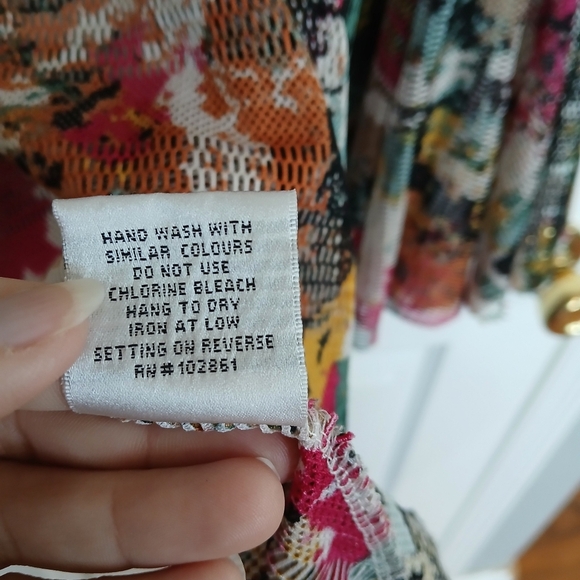 HAND WASH WITH
SIMILAR COLOURS
DO NOT USE
CHLORINE BLEACH
HANG TO DRY
IRON AT LOW
SETTING ON REVERSE
RN#102861